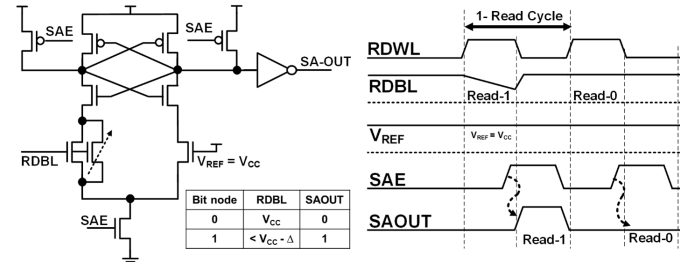 SAE
SAE
SA-OUT
RDBL
V_REF = V_CC
SAE
Bit node RDBL SAOUT
0 V_CC 0
1 < V_CC - Δ 1
1- Read Cycle
RDWL
RDBL
Read-1 Read-0
V_REF
V_REF = V_CC
SAE
SAOUT
Read-1 Read-0